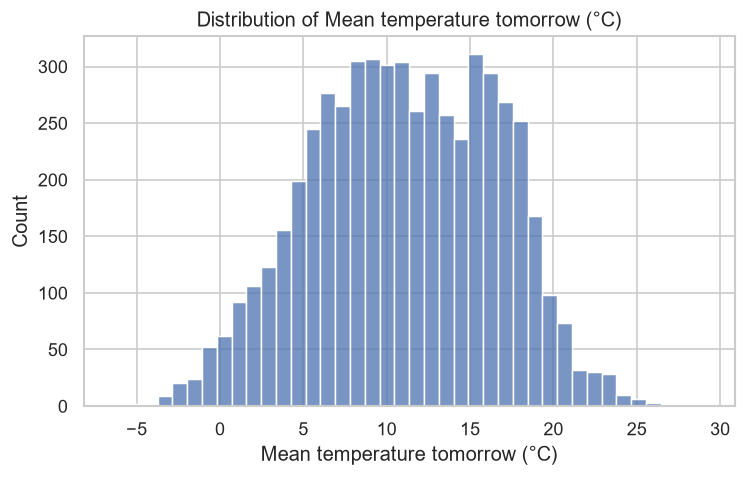 Distribution of Mean temperature tomorrow (°C)
300
250
200
150
100
50
0
Count
−5 0 5 10 15 20 25 30
Mean temperature tomorrow (°C)